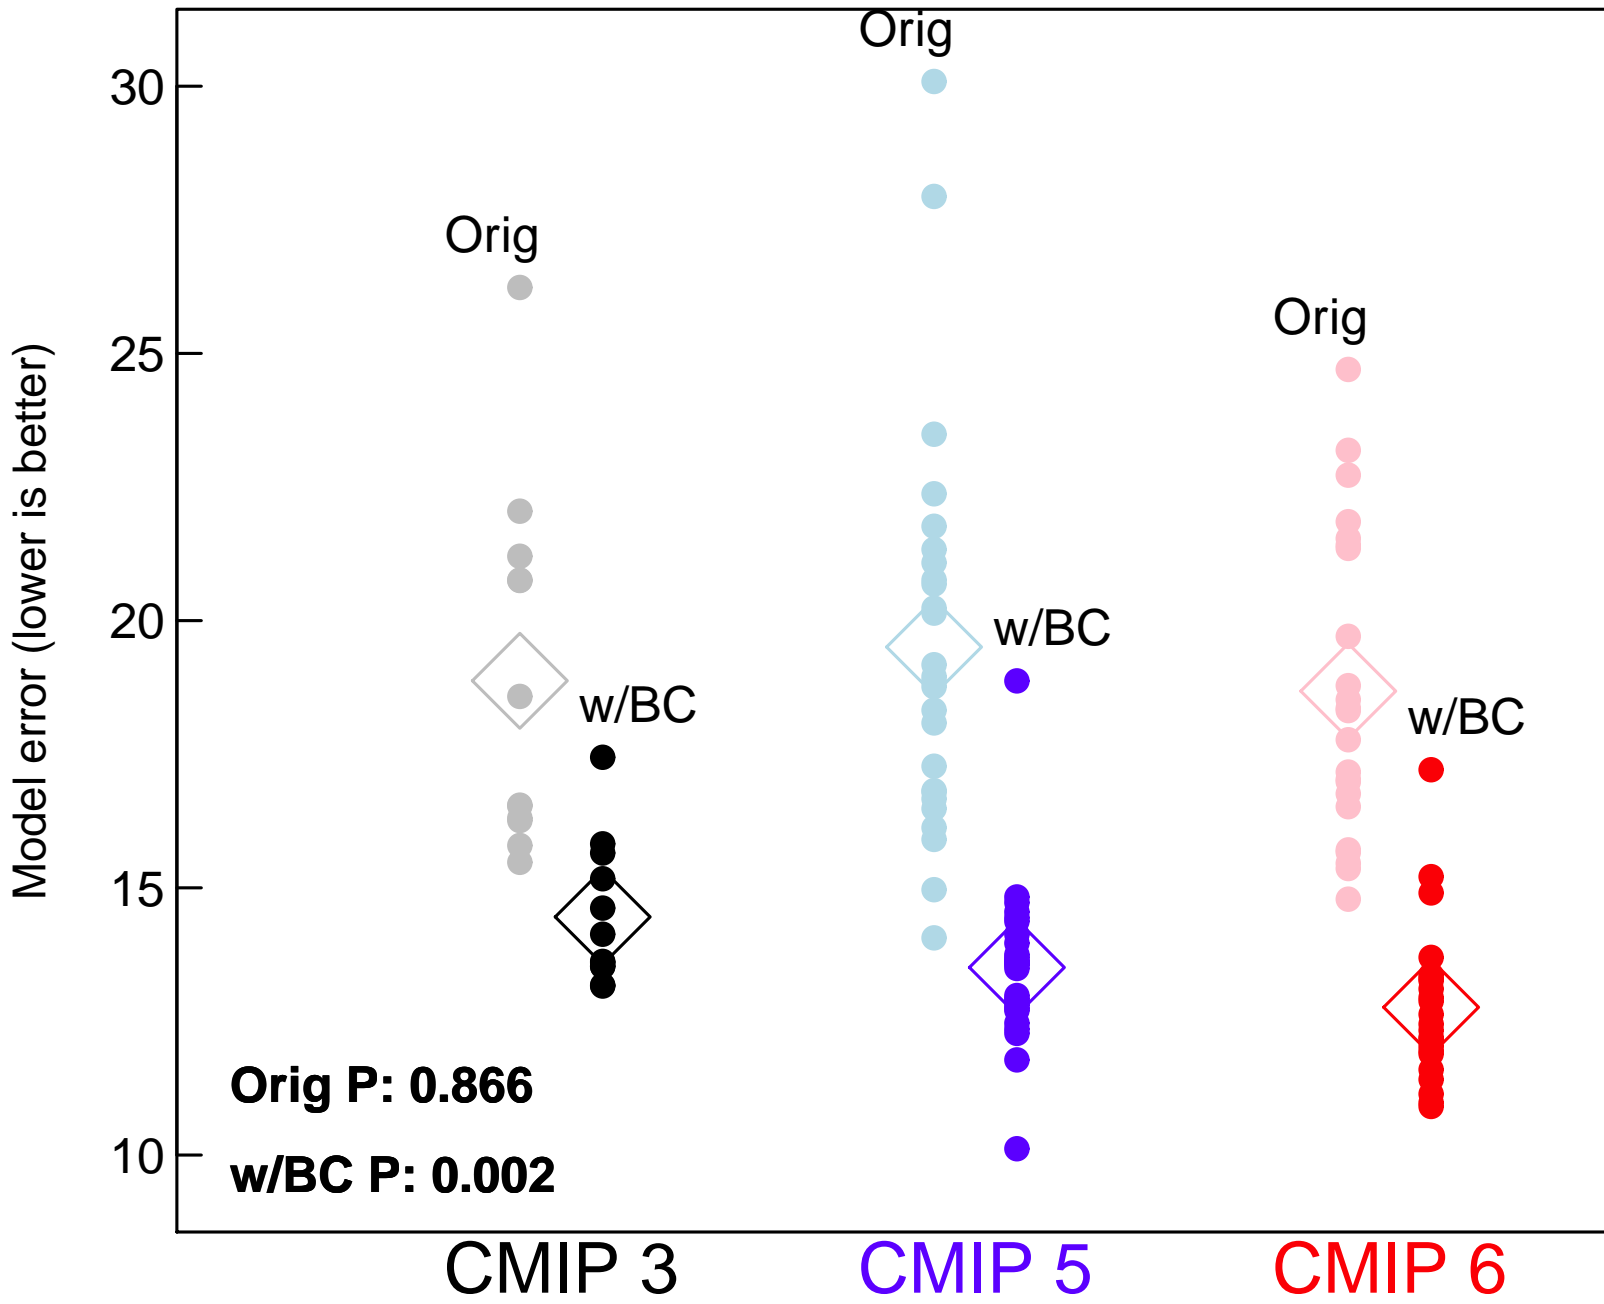 Model error (lower is better)
30
25
20
15
10
Orig
Orig
Orig
w/BC
w/BC
w/BC
Orig P: 0.866
w/BC P: 0.002
CMIP 3
CMIP 5
CMIP 6